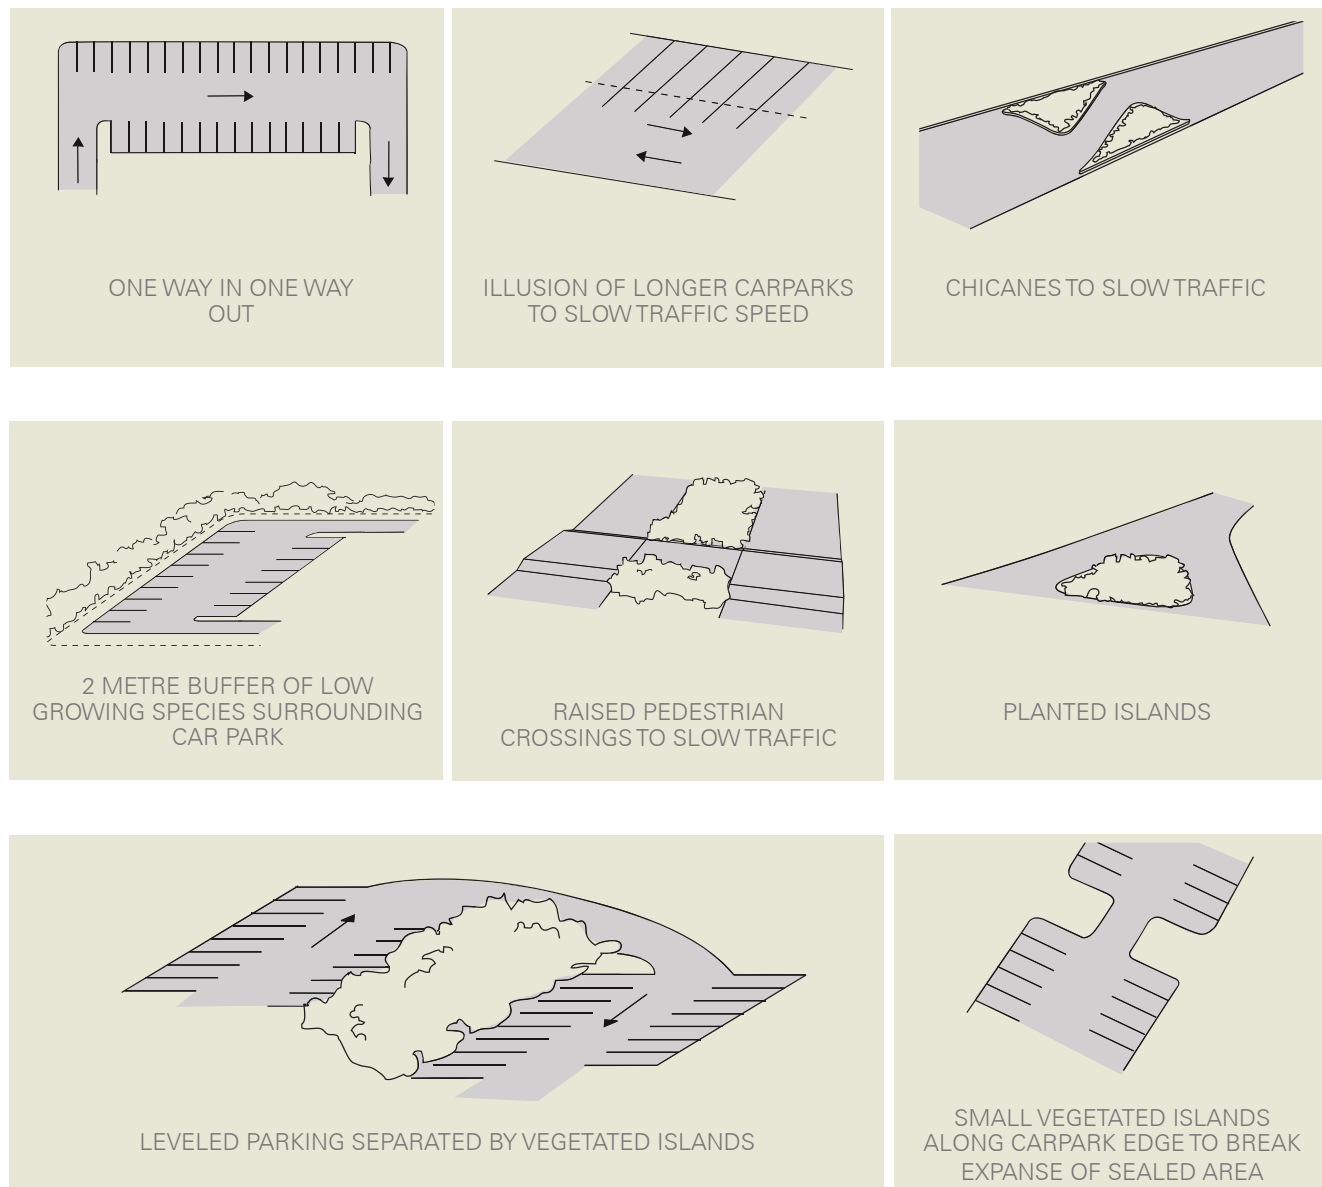 ONE WAY IN ONE WAY
OUT
ILLUSION OF LONGER CARPARKS
TO SLOW TRAFFIC SPEED
CHICANES TO SLOW TRAFFIC
2 METRE BUFFER OF LOW
GROWING SPECIES SURROUNDING
CAR PARK
RAISED PEDESTRIAN
CROSSINGS TO SLOW TRAFFIC
PLANTED ISLANDS
LEVELED PARKING SEPARATED BY VEGETATED ISLANDS
SMALL VEGETATED ISLANDS
ALONG CARPARK EDGE TO BREAK
EXPANSE OF SEALED AREA